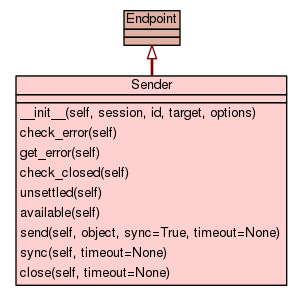 Endpoint
Sender
__init__(self, session, id, target, options)
check_error(self)
get_error(self)
check_closed(self)
unsettled(self)
available(self)
send(self, object, sync=True, timeout=None)
sync(self, timeout=None)
close(self, timeout=None)